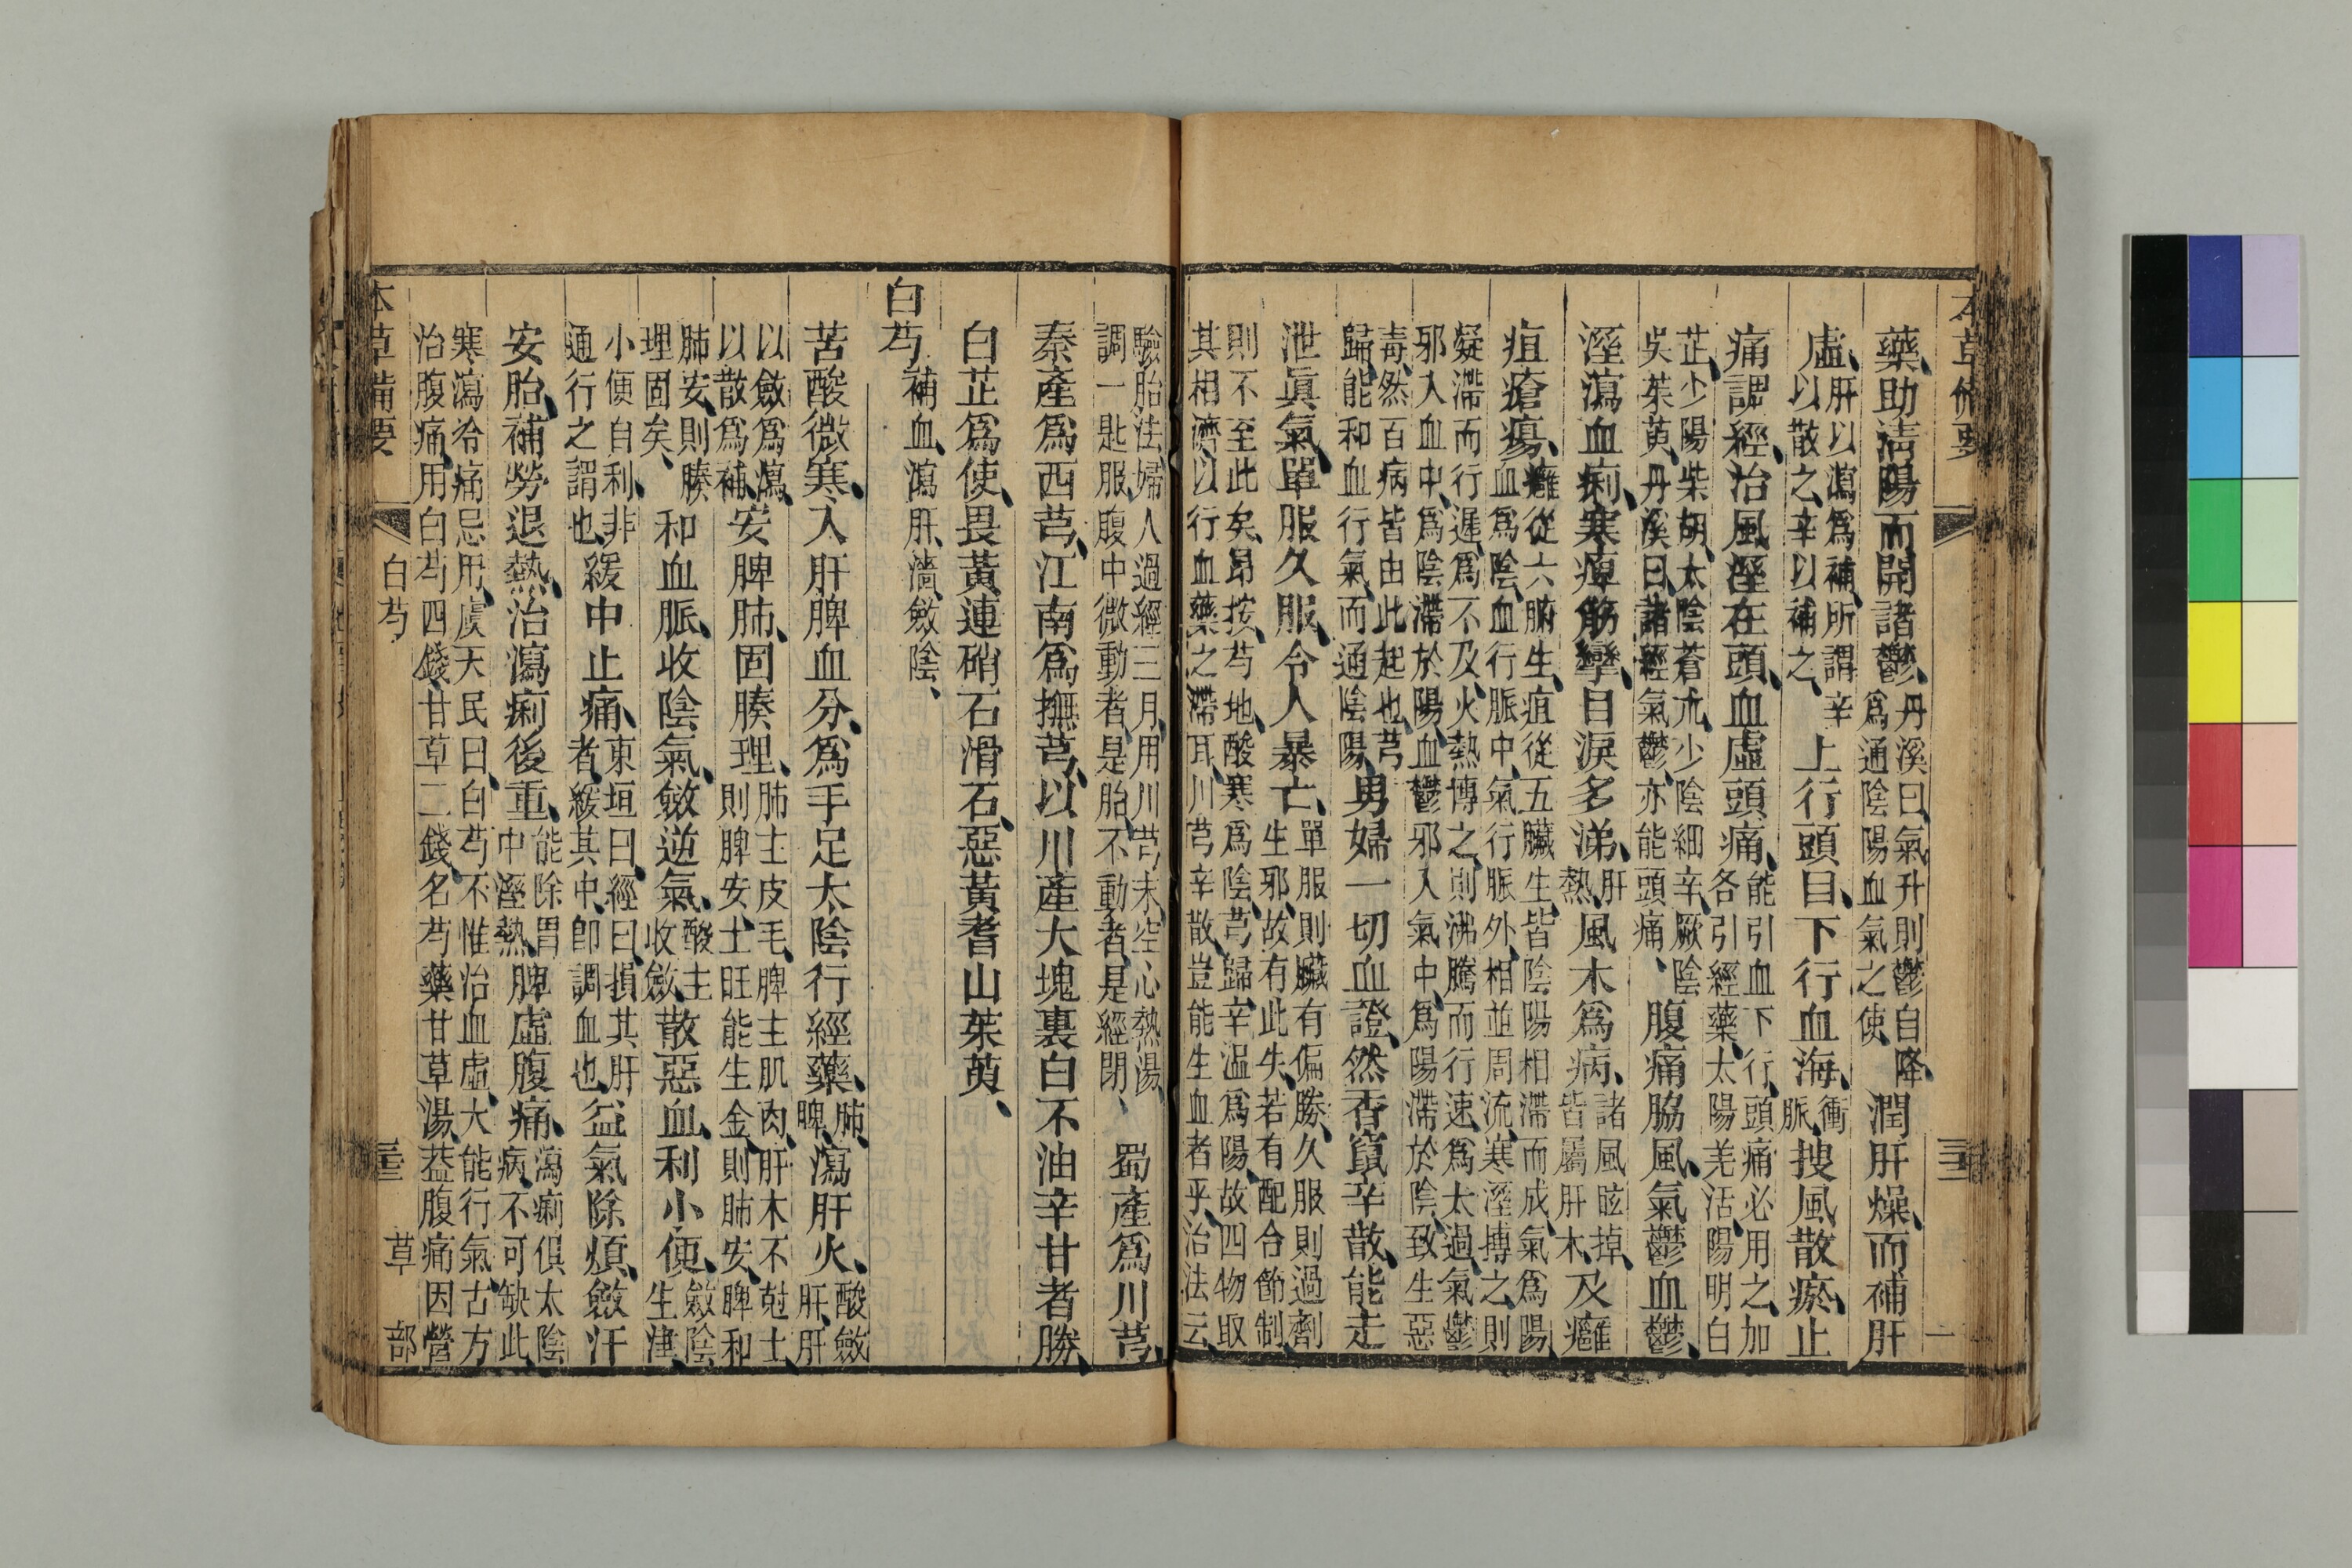 本草備要
藥、助清陽而開諸鬱、丹溪曰、氣升則鬱自降、爲通陰陽血氣之使、潤肝燥、而補肝
虛、肝以瀉爲補、所謂辛以散之、辛以補之、上行頭目、下行血海、衝脈、搜風散瘀、止
痛調經、治風溼在頭、血虛頭痛、能引血下行、頭痛必用之、加各引經藥、太陽羌活、陽明白
芷、少陽柴胡、太陰蒼朮、少陰細辛、厥陰吳茱萸、丹溪曰、諸經氣鬱、亦能頭痛、腹痛脇風、氣鬱血鬱、
溼瀉血痢、寒痺筋攣、目淚多涕、肝熱、風木爲病、諸風眩掉、皆屬肝木、及癰
疽瘡瘍、癰從六腑生、疽從五臟生、皆陰陽相滯而成、氣爲陽、血爲陰、血行脈中、氣行脈外、相並周流、寒溼搏之、則
凝滯而行遲、爲不及、火熱博之、則沸騰而行速、爲太過、氣鬱邪入血中、爲陰滯於陽、血鬱邪入氣中、爲陽滯於陰、致生惡
毒、然百病皆由此起也、芎歸、能和血行氣、而通陰陽、男婦一切血證、然香竄辛散、能走
泄眞氣、單服久服、令人暴亡、單服則臟有偏勝、久服則過劑生邪、故有此失、若有配合節制、
則不至此矣、昻按、芍地、酸寒爲陰、芎歸、辛温爲陽、故四物取其相濟、以行血藥之滯耳、川芎辛散、豈能生血者乎、治法云、
驗胎法、婦人過經三月、用川芎末、空心熱湯、調一匙服、腹中微動者、是胎、不動者、是經閉、蜀產爲川芎、
秦產爲西芎、江南爲撫芎、以川產大塊、裏白不油、辛甘者勝、
白芷爲使、畏黃連硝石滑石、惡黃耆山茱萸、
白芍、補血、瀉肝、濇、斂陰、
苦酸微寒、入肝脾血分、爲手足太陰行經藥、肺脾、瀉肝火、酸斂肝、肝
以斂爲瀉、以散爲補、安脾肺、固腠理、肺主皮毛、脾主肌肉、肝木不尅土、則脾安、土旺能生金、則肺安、脾和
肺安、則腠理固矣、和血脈、收陰氣、斂逆氣、酸主收斂、散惡血、利小便、斂陰生津、
小便自利、非通行之謂也、緩中止痛、東垣曰、經曰、損其肝者、緩其中、卽調血也、益氣除煩、斂汗
安胎、補勞退熱、治瀉痢後重、能除胃中溼熱、脾虛腹痛、瀉痢俱太陰病、不可缺此、
寒瀉冷痛忌用、虞天民曰、白芍不惟治血虛、大能行氣、古方治腹痛、用白芍四錢、甘草二錢、名芍藥甘草湯、葢腹痛因營
本草備要 白芍 草部